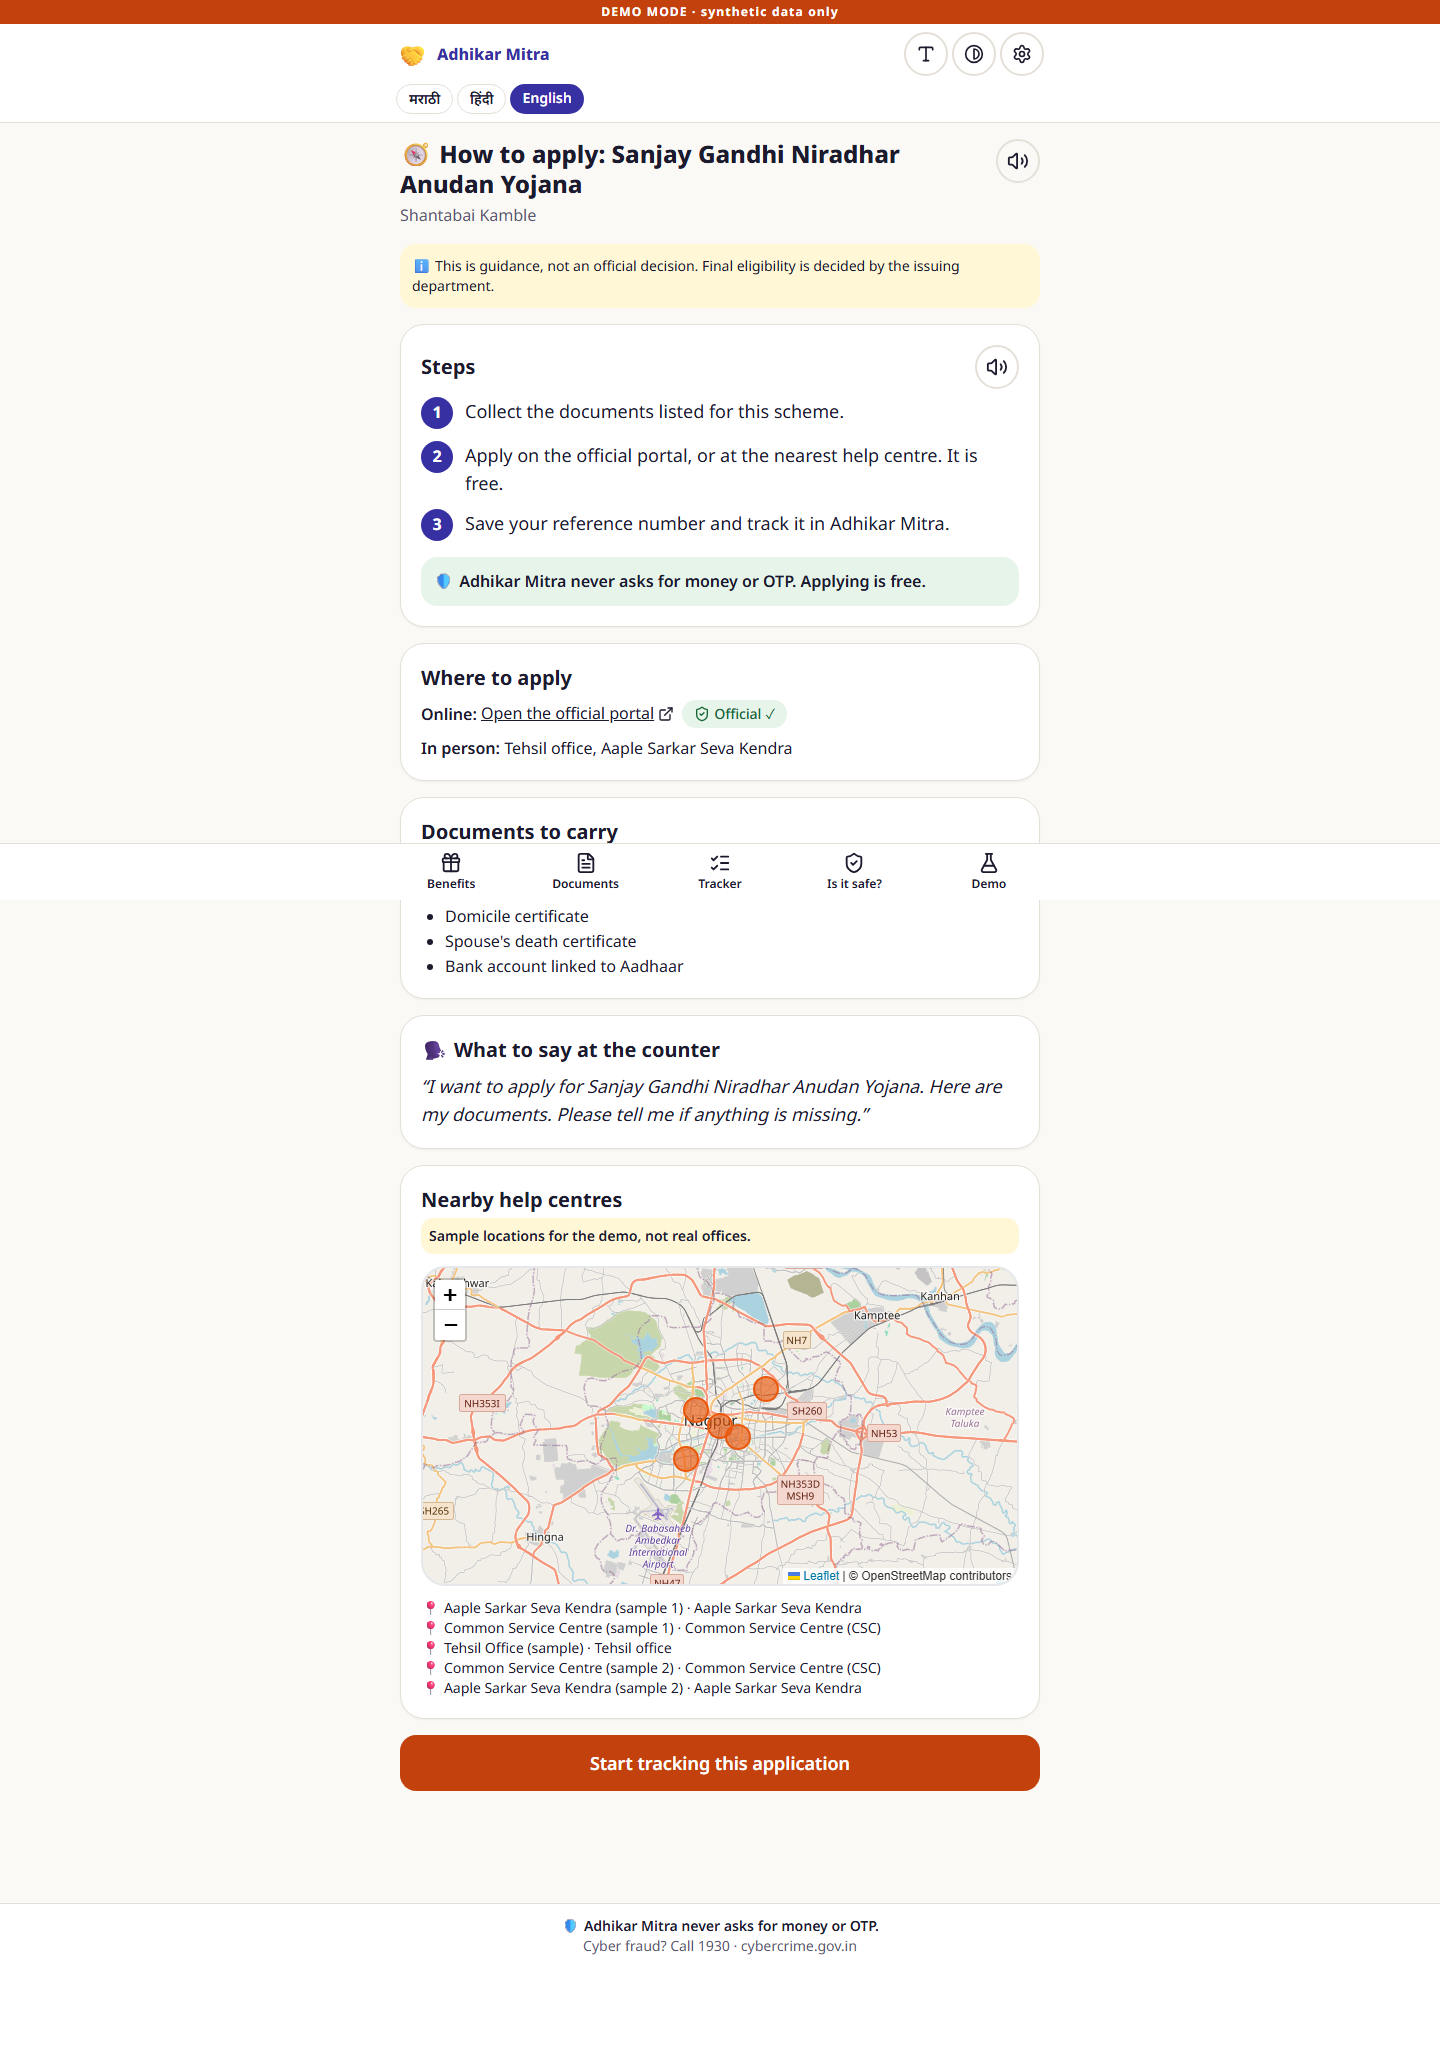 DEMO MODE · synthetic data only
Adhikar Mitra
मराठी
हिंदी
English
How to apply: Sanjay Gandhi Niradhar
Anudan Yojana
Shantabai Kamble
This is guidance, not an official decision. Final eligibility is decided by the issuing
department.
Steps
1 Collect the documents listed for this scheme.
2 Apply on the official portal, or at the nearest help centre. It is
free.
3 Save your reference number and track it in Adhikar Mitra.
Adhikar Mitra never asks for money or OTP. Applying is free.
Where to apply
Online: Open the official portal Official ✓
In person: Tehsil office, Aaple Sarkar Seva Kendra
Documents to carry
Benefits
Documents
Tracker
Is it safe?
Demo
• Domicile certificate
• Spouse's death certificate
• Bank account linked to Aadhaar
What to say at the counter
“I want to apply for Sanjay Gandhi Niradhar Anudan Yojana. Here are
my documents. Please tell me if anything is missing.”
Nearby help centres
Sample locations for the demo, not real offices.
+
−
Kanhan
Kamptee
NH7
NH353I
SH260
Kamptee
Taluka
Nagpur
NH53
NH353D
MSH9
SH265
Hingna
Dr. Babasaheb
Ambedkar
International
Airport
NH47
Leaflet | © OpenStreetMap contributors
Aaple Sarkar Seva Kendra (sample 1) · Aaple Sarkar Seva Kendra
Common Service Centre (sample 1) · Common Service Centre (CSC)
Tehsil Office (sample) · Tehsil office
Common Service Centre (sample 2) · Common Service Centre (CSC)
Aaple Sarkar Seva Kendra (sample 2) · Aaple Sarkar Seva Kendra
Start tracking this application
Adhikar Mitra never asks for money or OTP.
Cyber fraud? Call 1930 · cybercrime.gov.in